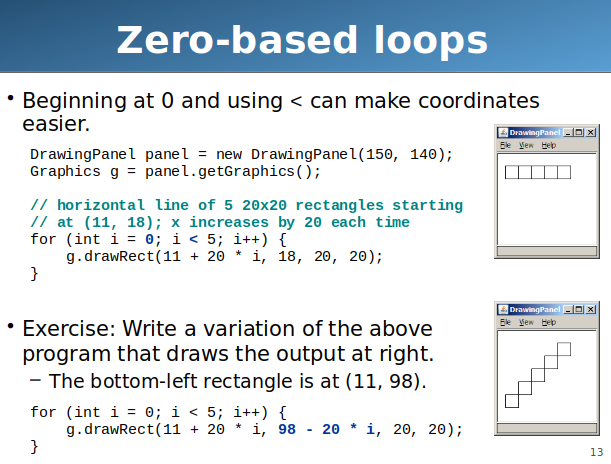 Zero-based loops
• Beginning at 0 and using < can make coordinates
easier.
DrawingPanel panel = new DrawingPanel(150, 140);
Graphics g = panel.getGraphics();
// horizontal line of 5 20x20 rectangles starting
// at (11, 18); x increases by 20 each time
for (int i = 0; i < 5; i++) {
g.drawRect(11 + 20 * i, 18, 20, 20);
}
DrawingPanel
File View Help
• Exercise: Write a variation of the above
program that draws the output at right.
– The bottom-left rectangle is at (11, 98).
for (int i = 0; i < 5; i++) {
g.drawRect(11 + 20 * i, 98 - 20 * i, 20, 20);
}
DrawingPanel
File View Help
13